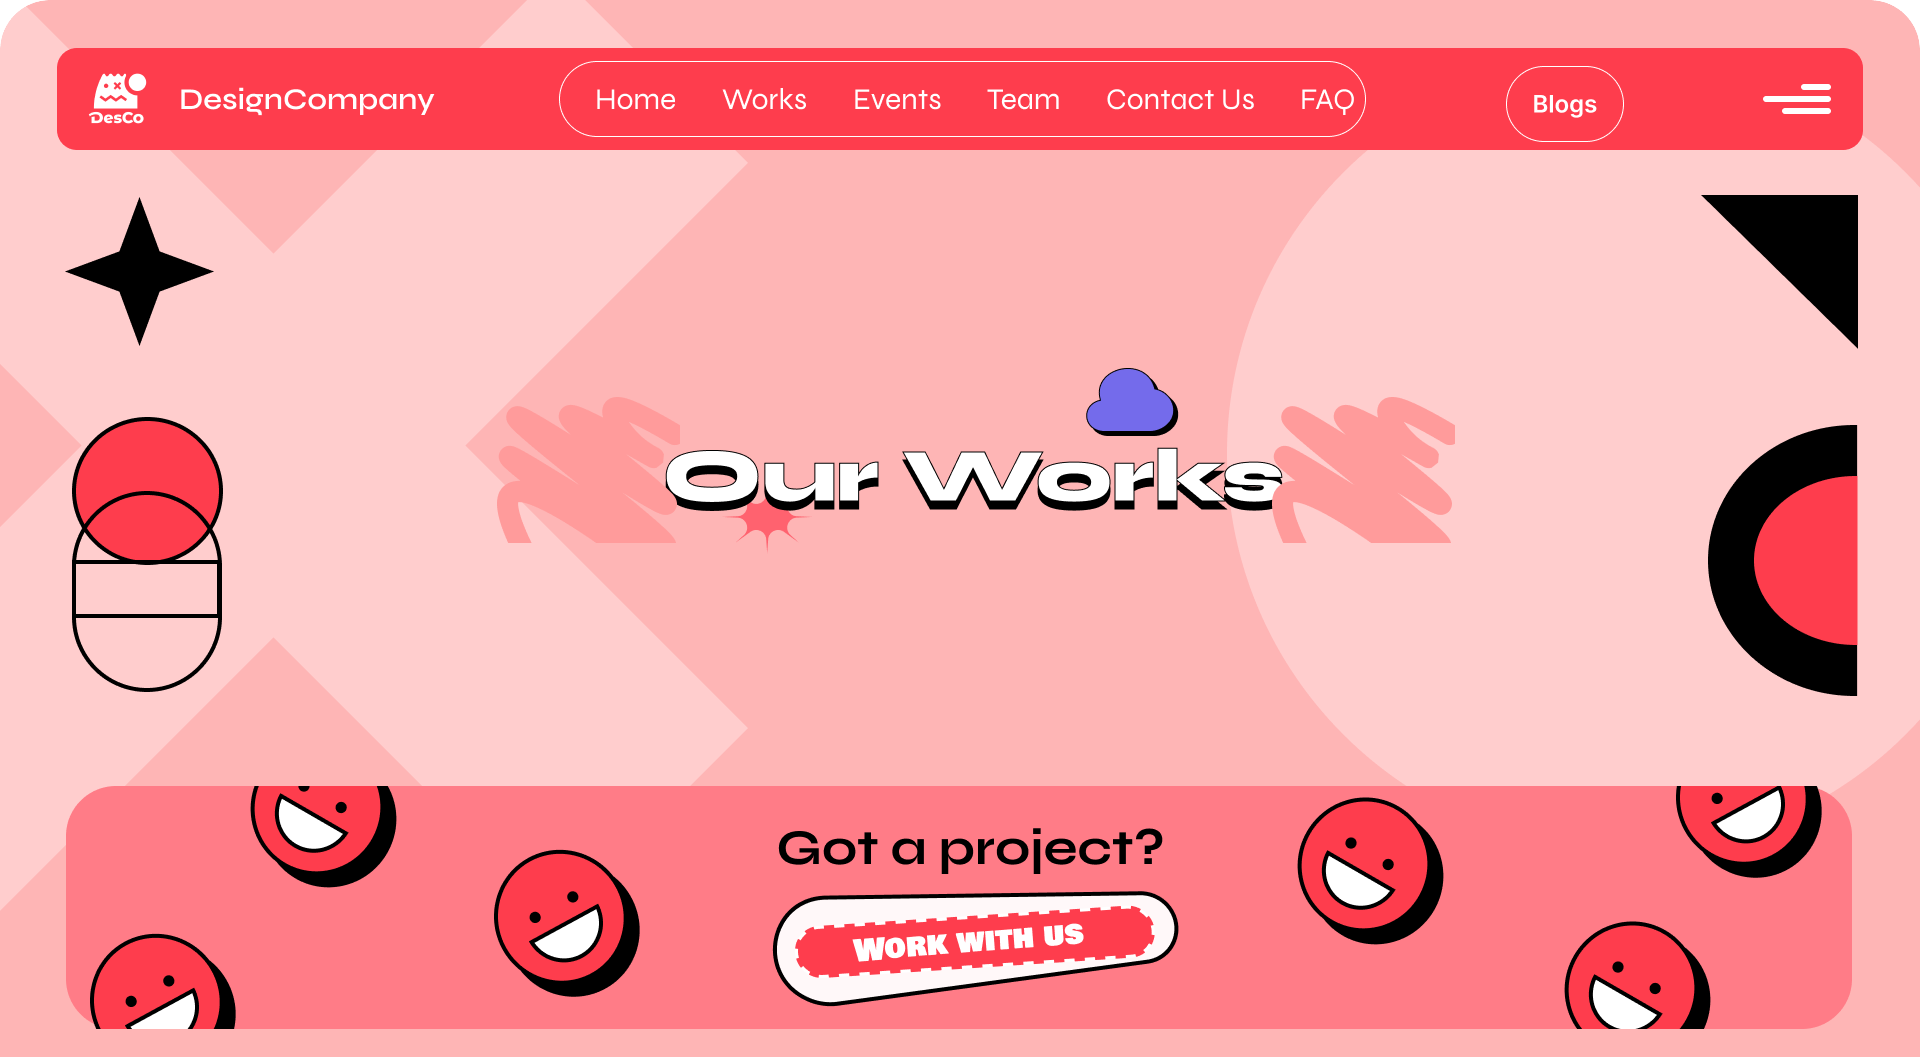 DesCo
DesignCompany
Home Works Events Team Contact Us FAQ
Blogs
Our Works
Got a project?
WORK WITH US